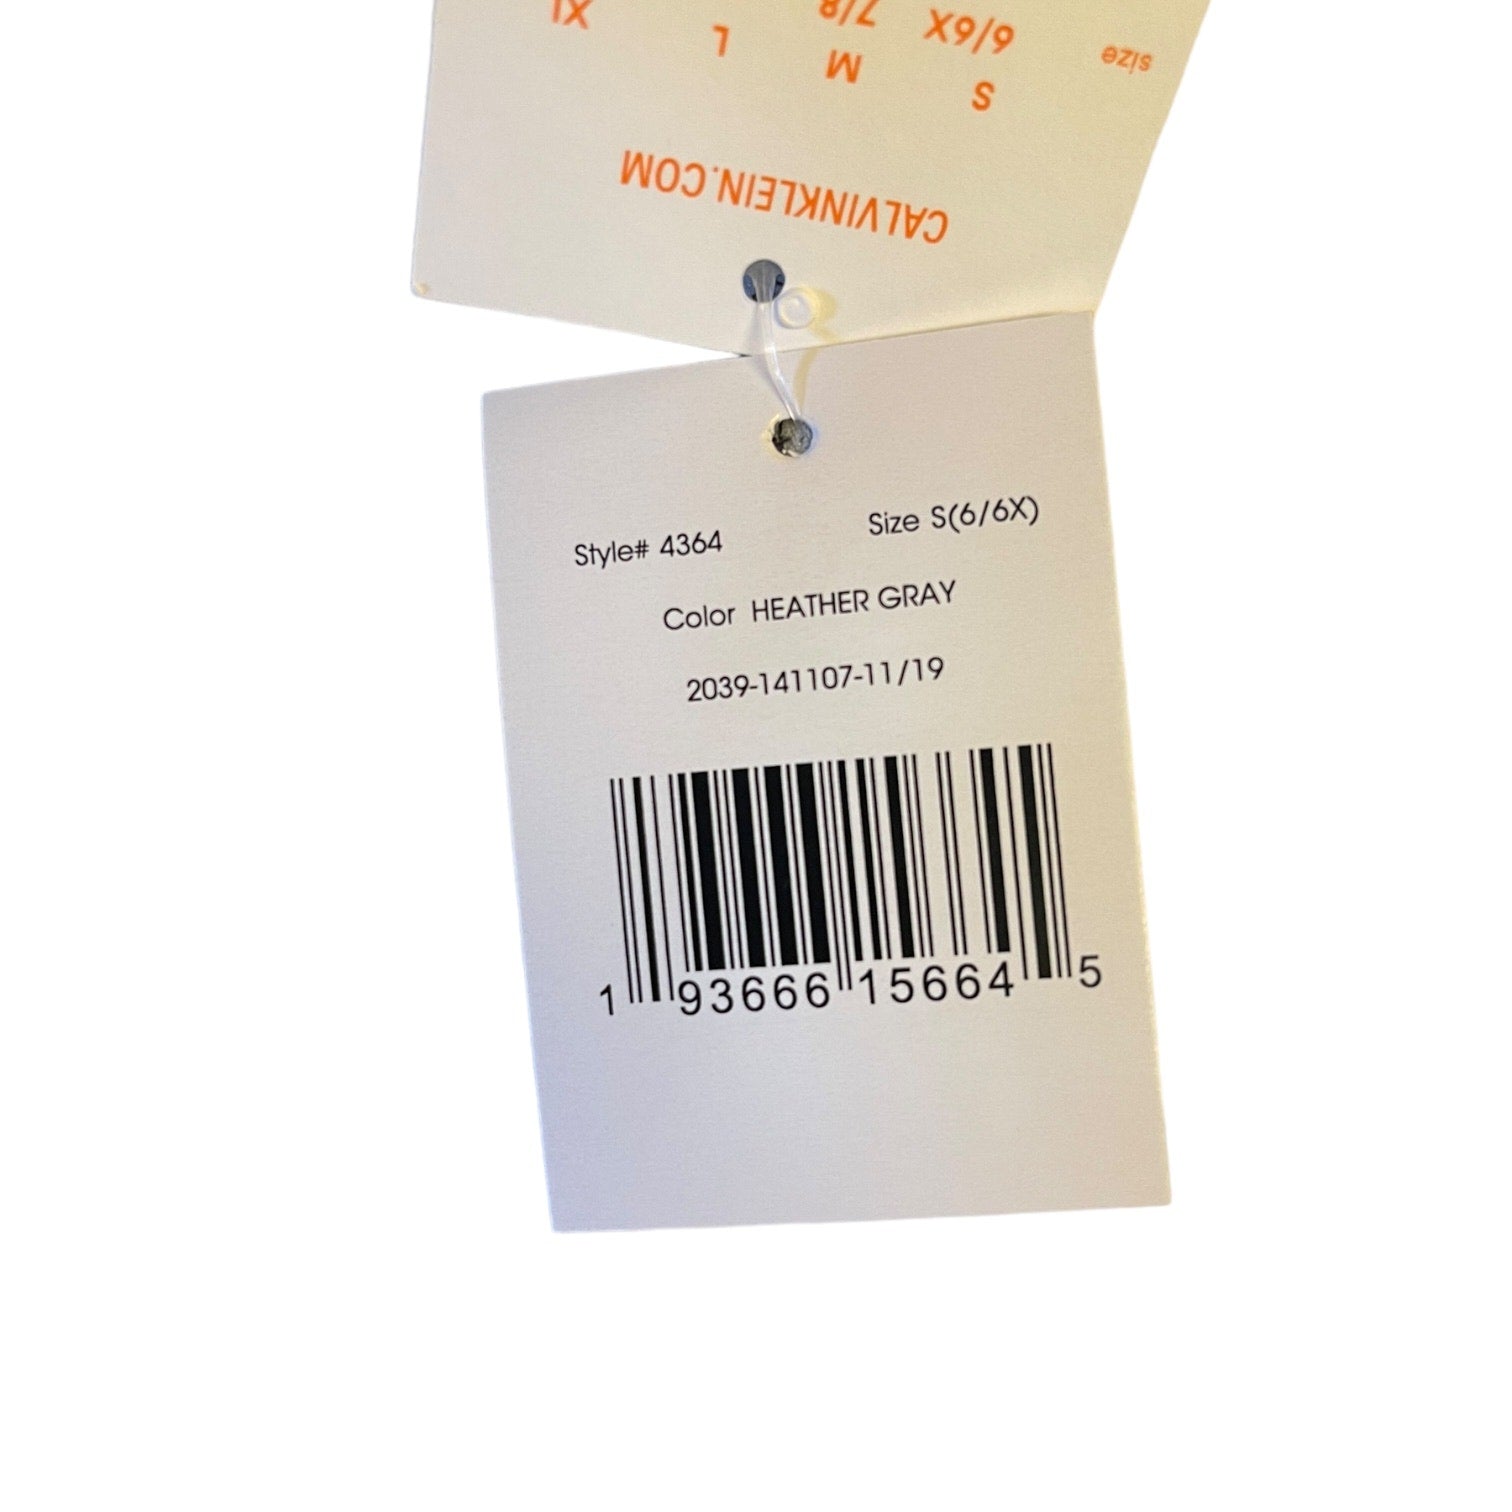 CALVINKLEIN.COM
S M L XL
size 6/6X 7/8
Style# 4364 Size S(6/6X)
Color HEATHER GRAY
2039-141107-11/19
1 93666 15664 5